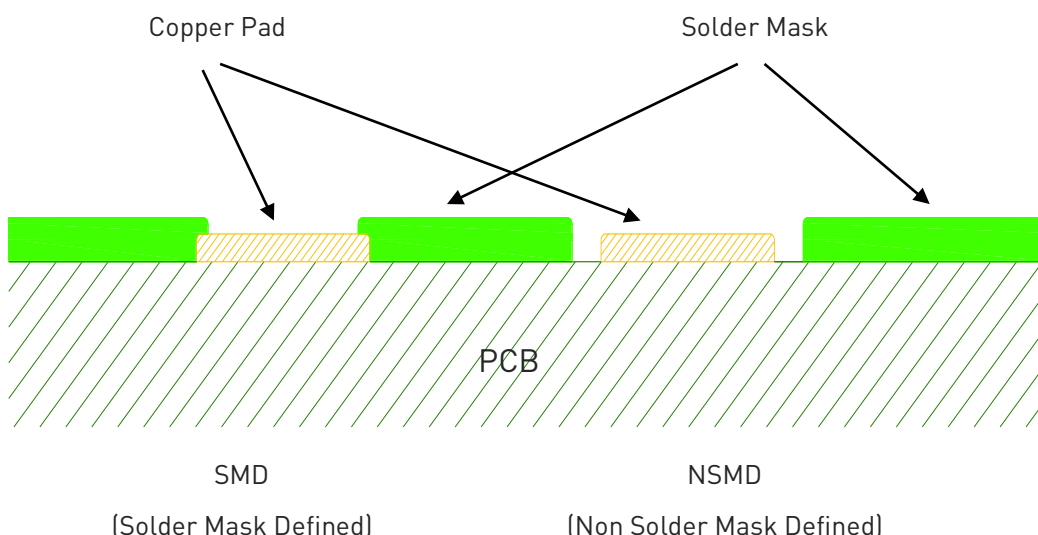 Copper Pad
Solder Mask
PCB
SMD
NSMD
(Solder Mask Defined)
(Non Solder Mask Defined)